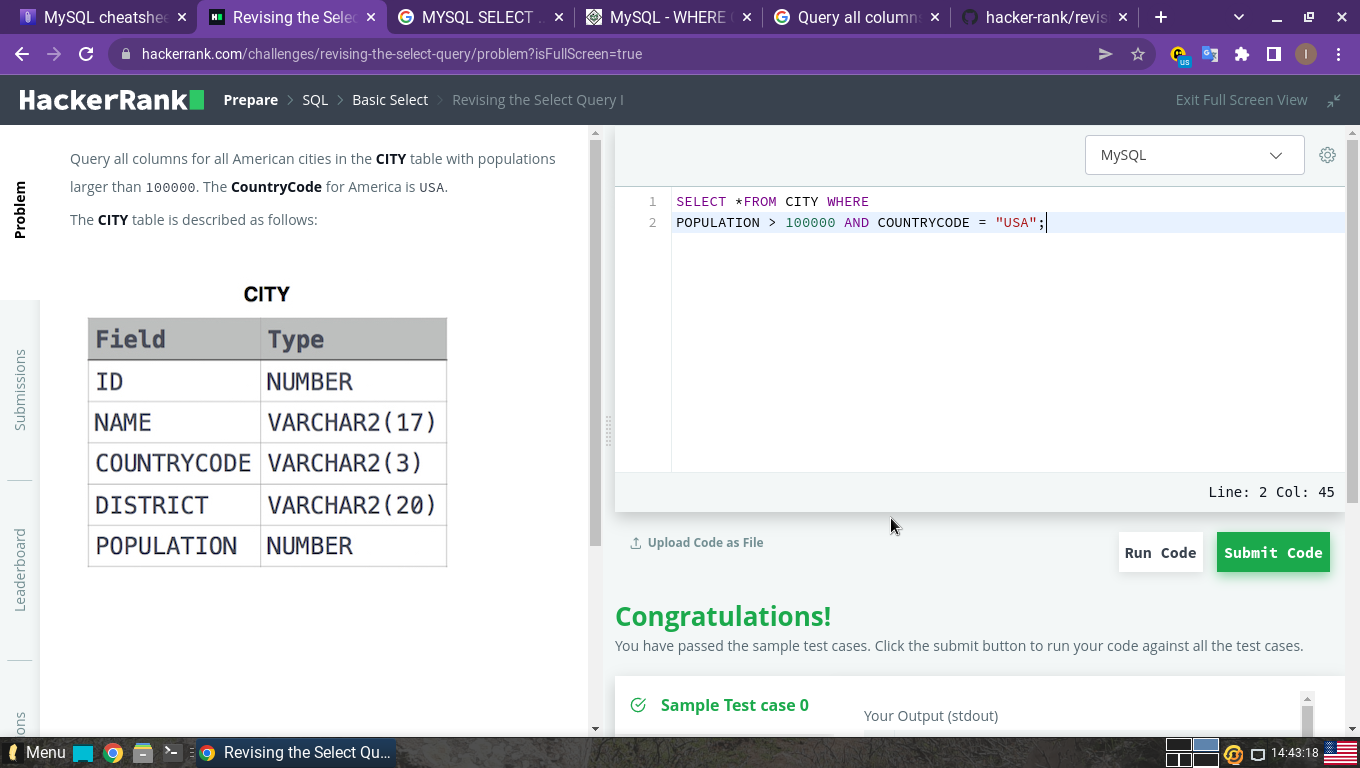 MySQL cheatshe
Revising the Selec
MYSQL SELECT ...
MySQL - WHERE C
Query all column
hacker-rank/revis
hackerrank.com/challenges/revising-the-select-query/problem?isFullScreen=true
us
I
HackerRank
Prepare > SQL > Basic Select > Revising the Select Query I
Exit Full Screen View
Problem
Submissions
Leaderboard
Query all columns for all American cities in the CITY table with populations
larger than 100000. The CountryCode for America is USA.
The CITY table is described as follows:
CITY
Field Type
ID NUMBER
NAME VARCHAR2(17)
COUNTRYCODE VARCHAR2(3)
DISTRICT VARCHAR2(20)
POPULATION NUMBER
MySQL
1 SELECT *FROM CITY WHERE
2 POPULATION > 100000 AND COUNTRYCODE = "USA";
Line: 2 Col: 45
Upload Code as File
Run Code
Submit Code
Congratulations!
You have passed the sample test cases. Click the submit button to run your code against all the test cases.
Sample Test case 0
Your Output (stdout)
Menu
Revising the Select Qu...
14:43:18